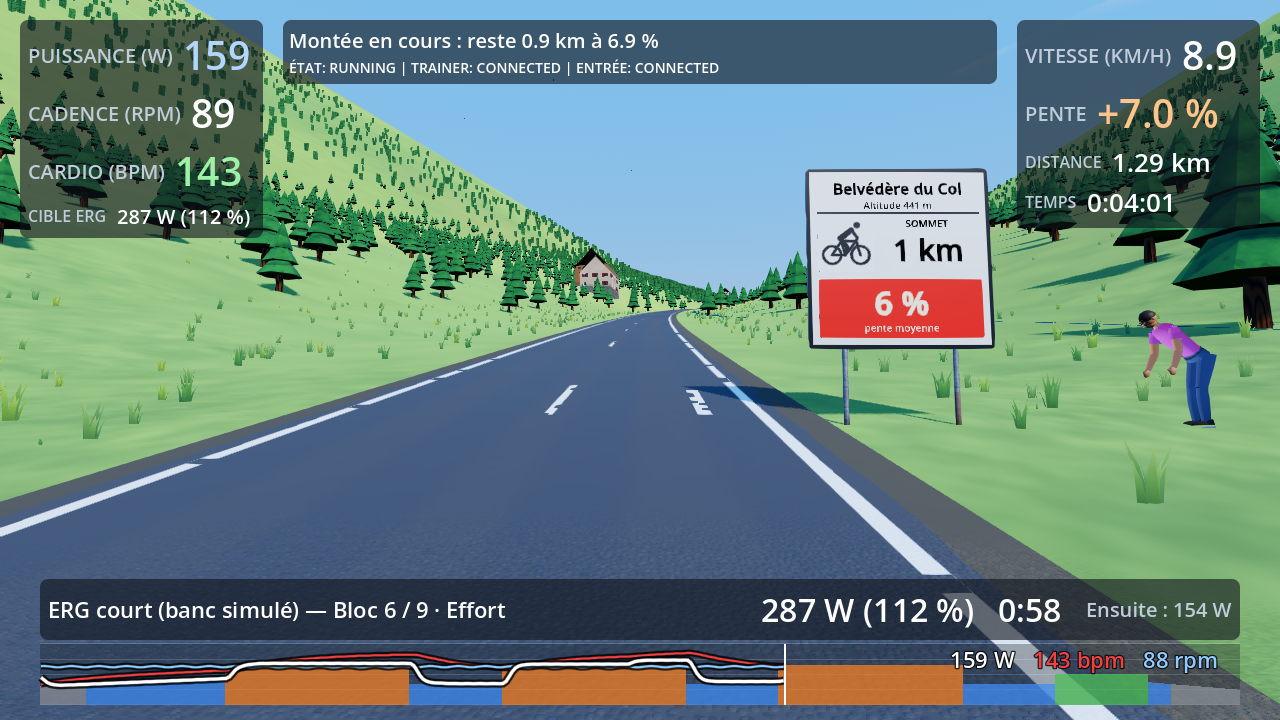 PUISSANCE (W) 159
CADENCE (RPM) 89
CARDIO (BPM) 143
CIBLE ERG 287 W (112 %)
Montée en cours : reste 0.9 km à 6.9 %
ÉTAT: RUNNING | TRAINER: CONNECTED | ENTRÉE: CONNECTED
VITESSE (KM/H) 8.9
PENTE +7.0 %
DISTANCE 1.29 km
TEMPS 0:04:01
Belvédère du Col
Altitude 441 m
SOMMET
1 km
6 %
pente moyenne
ERG court (banc simulé) — Bloc 6 / 9 · Effort
287 W (112 %) 0:58 Ensuite : 154 W
159 W 143 bpm 88 rpm